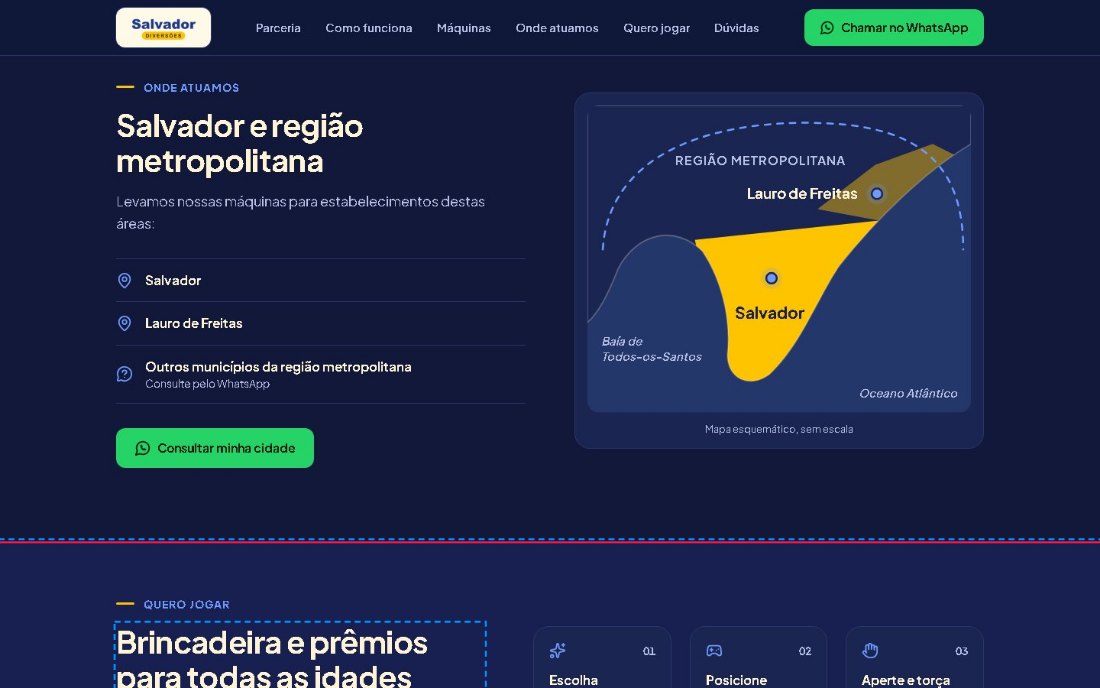 Salvador
DIVERSÕES
Parceria
Como funciona
Máquinas
Onde atuamos
Quero jogar
Dúvidas
Chamar no WhatsApp
ONDE ATUAMOS
Salvador e região
metropolitana
Levamos nossas máquinas para estabelecimentos destas
áreas:
Salvador
Lauro de Freitas
Outros municípios da região metropolitana
Consulte pelo WhatsApp
Consultar minha cidade
REGIÃO METROPOLITANA
Lauro de Freitas
Salvador
Baía de
Todos-os-Santos
Oceano Atlântico
Mapa esquemático, sem escala
QUERO JOGAR
Brincadeira e prêmios
para todas as idades
01
Escolha
02
Posicione
03
Aperte e torça